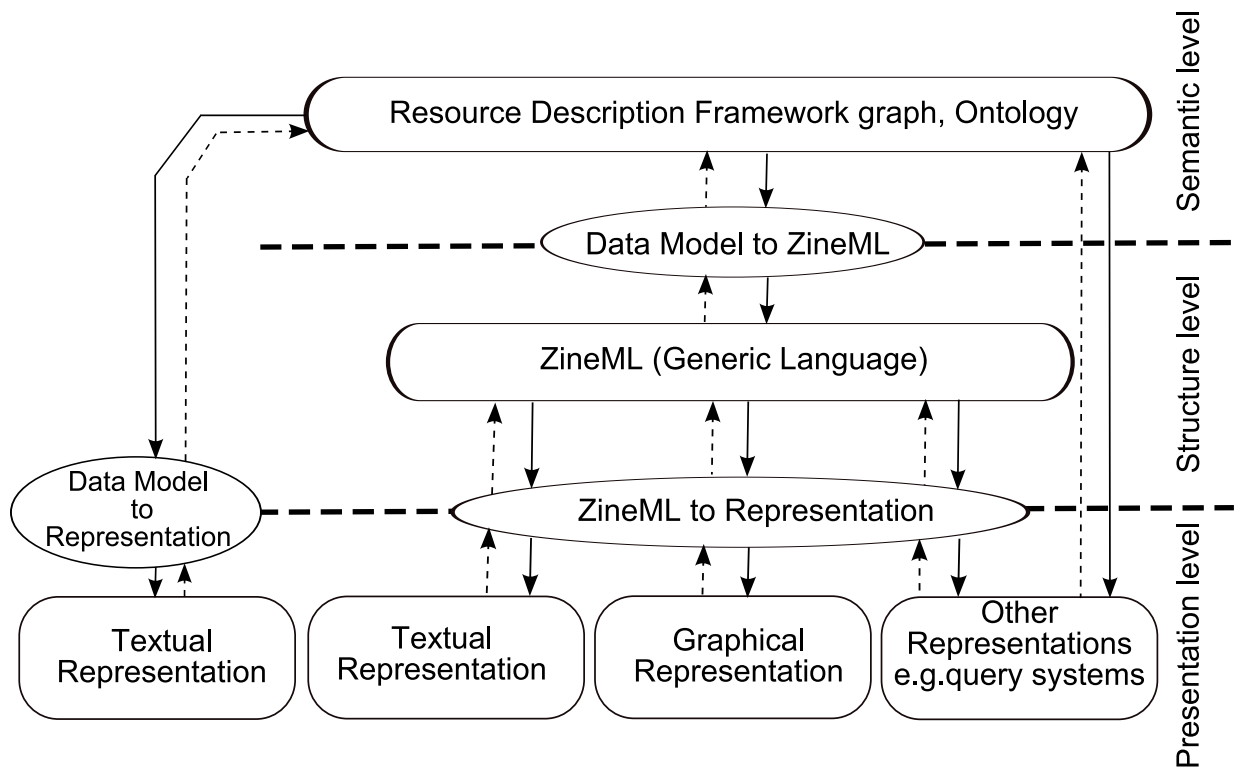 Semantic level
Resource Description Framework graph, Ontology
Data Model to ZineML
Structure level
ZineML (Generic Language)
Data Model
to
Representation
ZineML to Representation
Presentation level
Textual
Representation
Textual
Representation
Graphical
Representation
Other
Representations
e.g.query systems